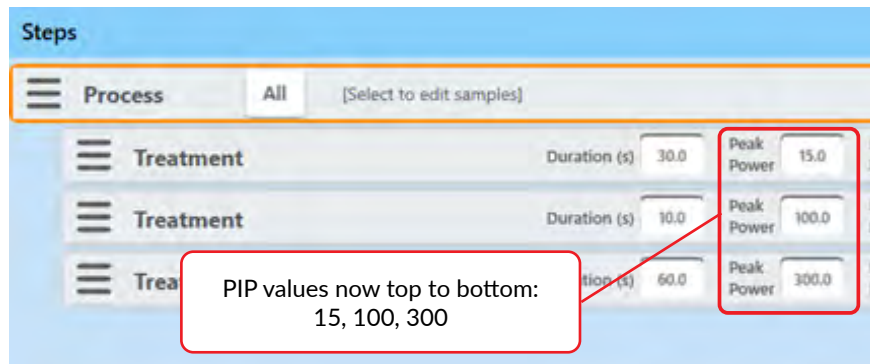 Steps
Process All [Select to edit samples]
Treatment Duration (s) 30.0 Peak Power 15.0
Treatment Duration (s) 10.0 Peak Power 100.0
Trea tion (s) 60.0 Peak Power 300.0
PIP values now top to bottom:
15, 100, 300